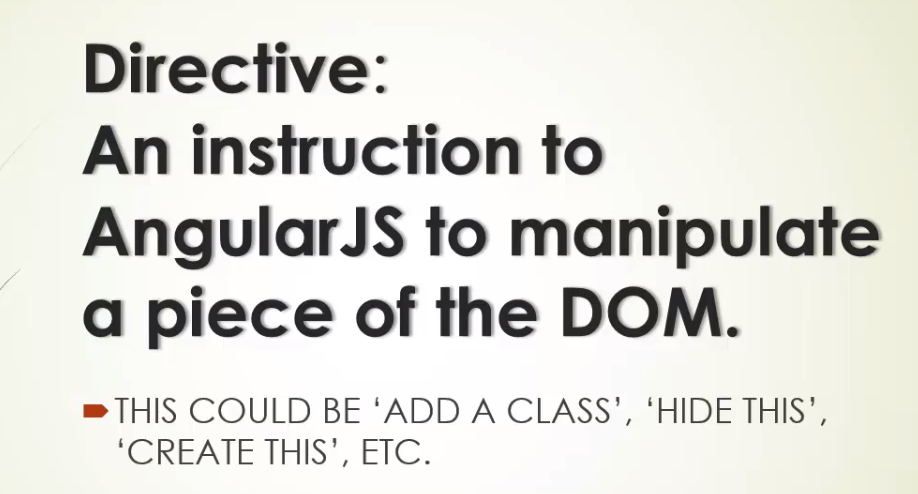 Directive:
An instruction to
AngularJS to manipulate
a piece of the DOM.
THIS COULD BE ‘ADD A CLASS’, ‘HIDE THIS’,
‘CREATE THIS’, ETC.